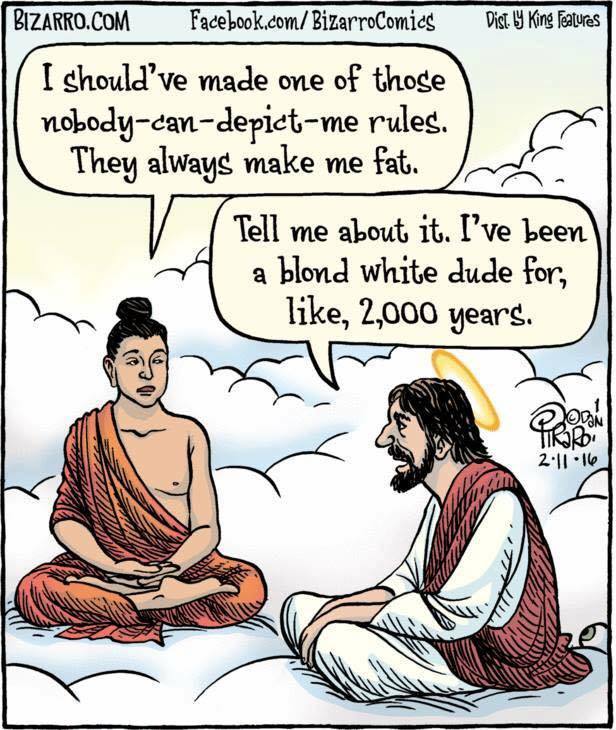 BIZARRO.COM Facebook.com/BizarroComics Dist. by King Features
I should've made one of those
nobody-can-depict-me rules.
They always make me fat.
Tell me about it. I've been
a blond white dude for,
like, 2,000 years.
1
©DAN
PIRARO.
2·11·16